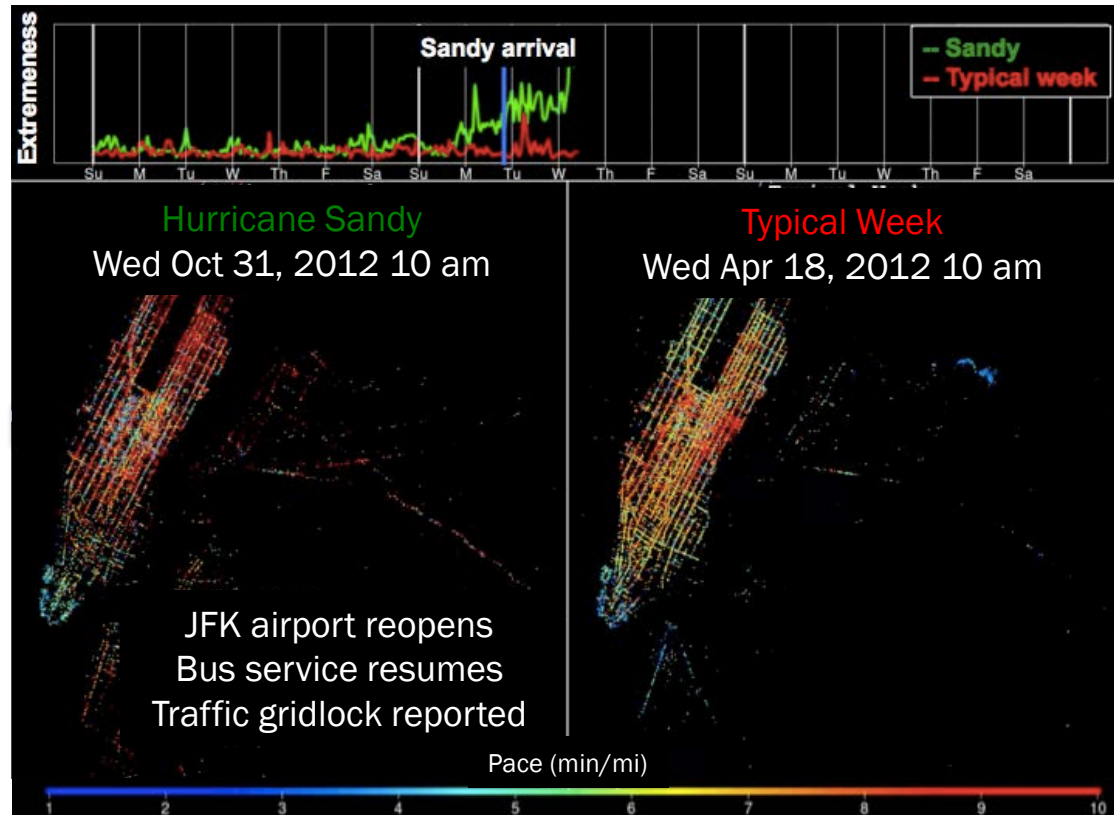 Extremeness
Sandy arrival
-- Sandy
-- Typical week
Su M Tu W Th F Sa Su M Tu W Th F Sa Su M Tu W Th F Sa
Hurricane Sandy
Wed Oct 31, 2012 10 am
Typical Week
Wed Apr 18, 2012 10 am
JFK airport reopens
Bus service resumes
Traffic gridlock reported
Pace (min/mi)
1 2 3 4 5 6 7 8 9 10